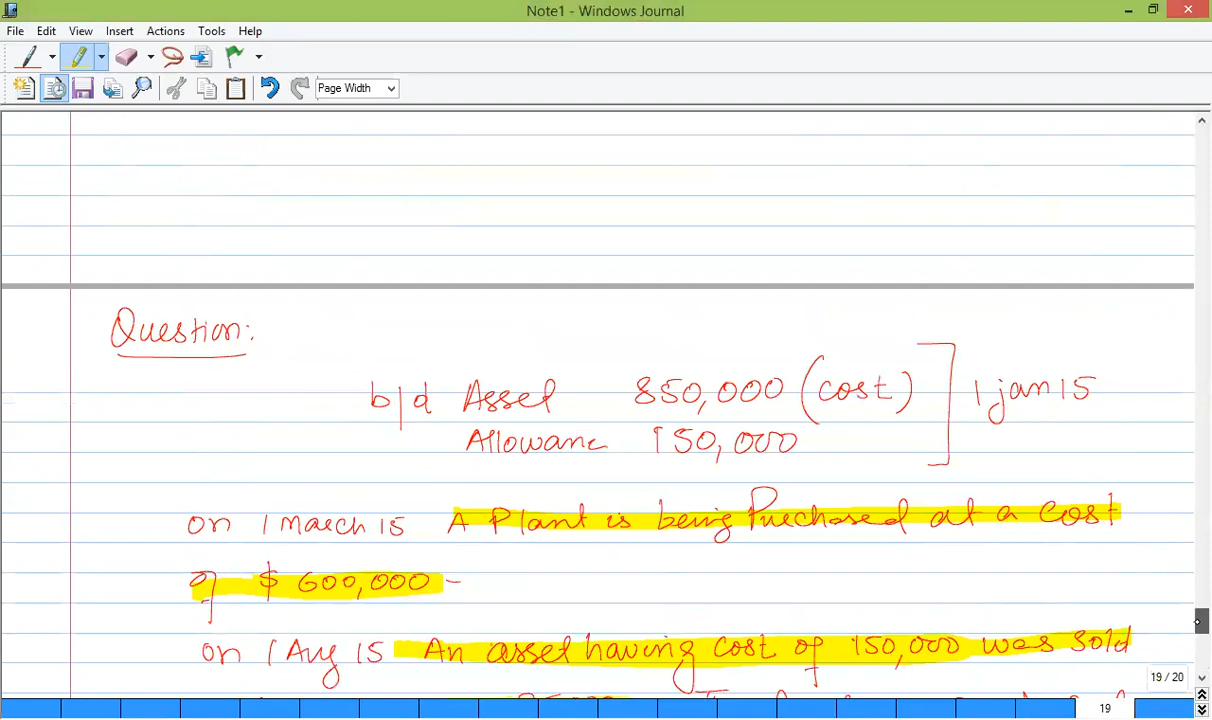 Note1 - Windows Journal
File Edit View Insert Actions Tools Help
Page Width
Question:
b/d Asset 850,000 (cost) 1 jan 15
Allowanc 150,000
on 1 March 15 A Plant is being Purchased at a Cost
of $ 600,000 -
on 1 Aug 15 An asset having cost of 150,000 was sold
19 / 20
19